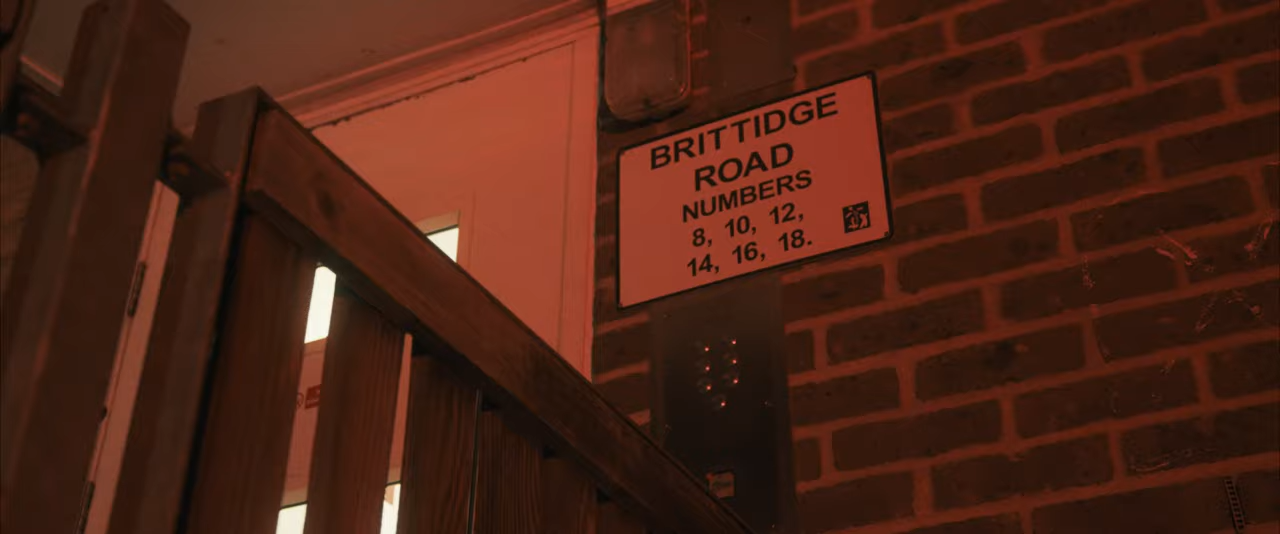 BRITTIDGE
ROAD
NUMBERS
8, 10, 12,
14, 16, 18.